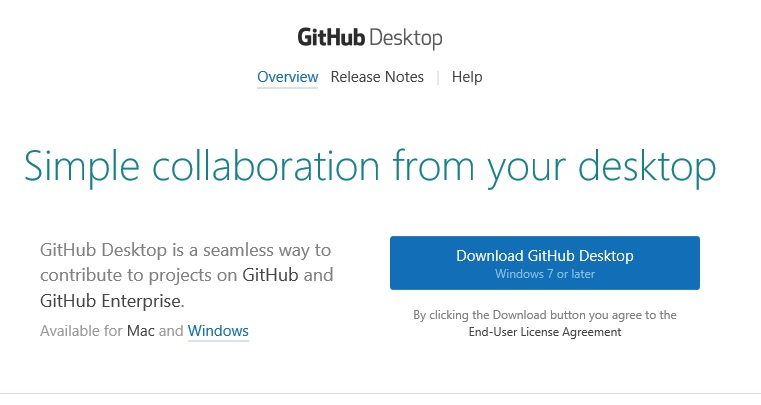 GitHub Desktop
Overview Release Notes | Help
Simple collaboration from your desktop
GitHub Desktop is a seamless way to
contribute to projects on GitHub and
GitHub Enterprise.
Available for Mac and Windows
Download GitHub Desktop
Windows 7 or later
By clicking the Download button you agree to the
End-User License Agreement